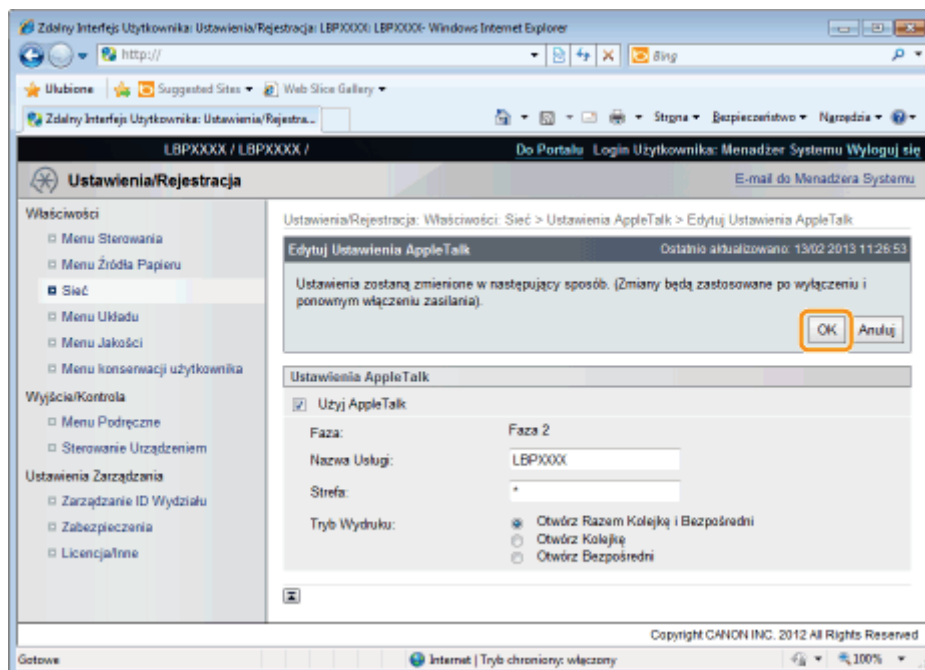 Zdalny Interfejs Użytkownika: Ustawienia/Rejestracja: LBPXXXX: LBPXXXX- Windows Internet Explorer
http://
Bing
Ulubione Suggested Sites Web Slice Gallery
Zdalny Interfejs Użytkownika: Ustawienia/Rejestra...
Strona Bezpieczeństwo Narzędzia
LBPXXXX / LBPXXXX /
Do Portalu Login Użytkownika: Menadżer Systemu Wyloguj się
Ustawienia/Rejestracja
E-mail do Menadżera Systemu
Właściwości
Menu Sterowania
Menu Źródła Papieru
Sieć
Menu Układu
Menu Jakości
Menu konserwacji użytkownika
Wyjście/Kontrola
Menu Podręczne
Sterowanie Urządzeniem
Ustawienia Zarządzania
Zarządzanie ID Wydziału
Zabezpieczenia
Licencja/Inne
Ustawienia/Rejestracja: Właściwości: Sieć > Ustawienia AppleTalk > Edytuj Ustawienia AppleTalk
Edytuj Ustawienia AppleTalk
Ostatnio aktualizowano: 13/02 2013 11:26:53
Ustawienia zostaną zmienione w następujący sposób. (Zmiany będą zastosowane po wyłączeniu i
ponownym włączeniu zasilania).
OK Anuluj
Ustawienia AppleTalk
Użyj AppleTalk
Faza: Faza 2
Nazwa Usługi: LBPXXXX
Strefa: *
Tryb Wydruku: Otwórz Razem Kolejkę i Bezpośredni
Otwórz Kolejkę
Otwórz Bezpośredni
Copyright CANON INC. 2012 All Rights Reserved
Gotowe
Internet | Tryb chroniony: włączony
100%